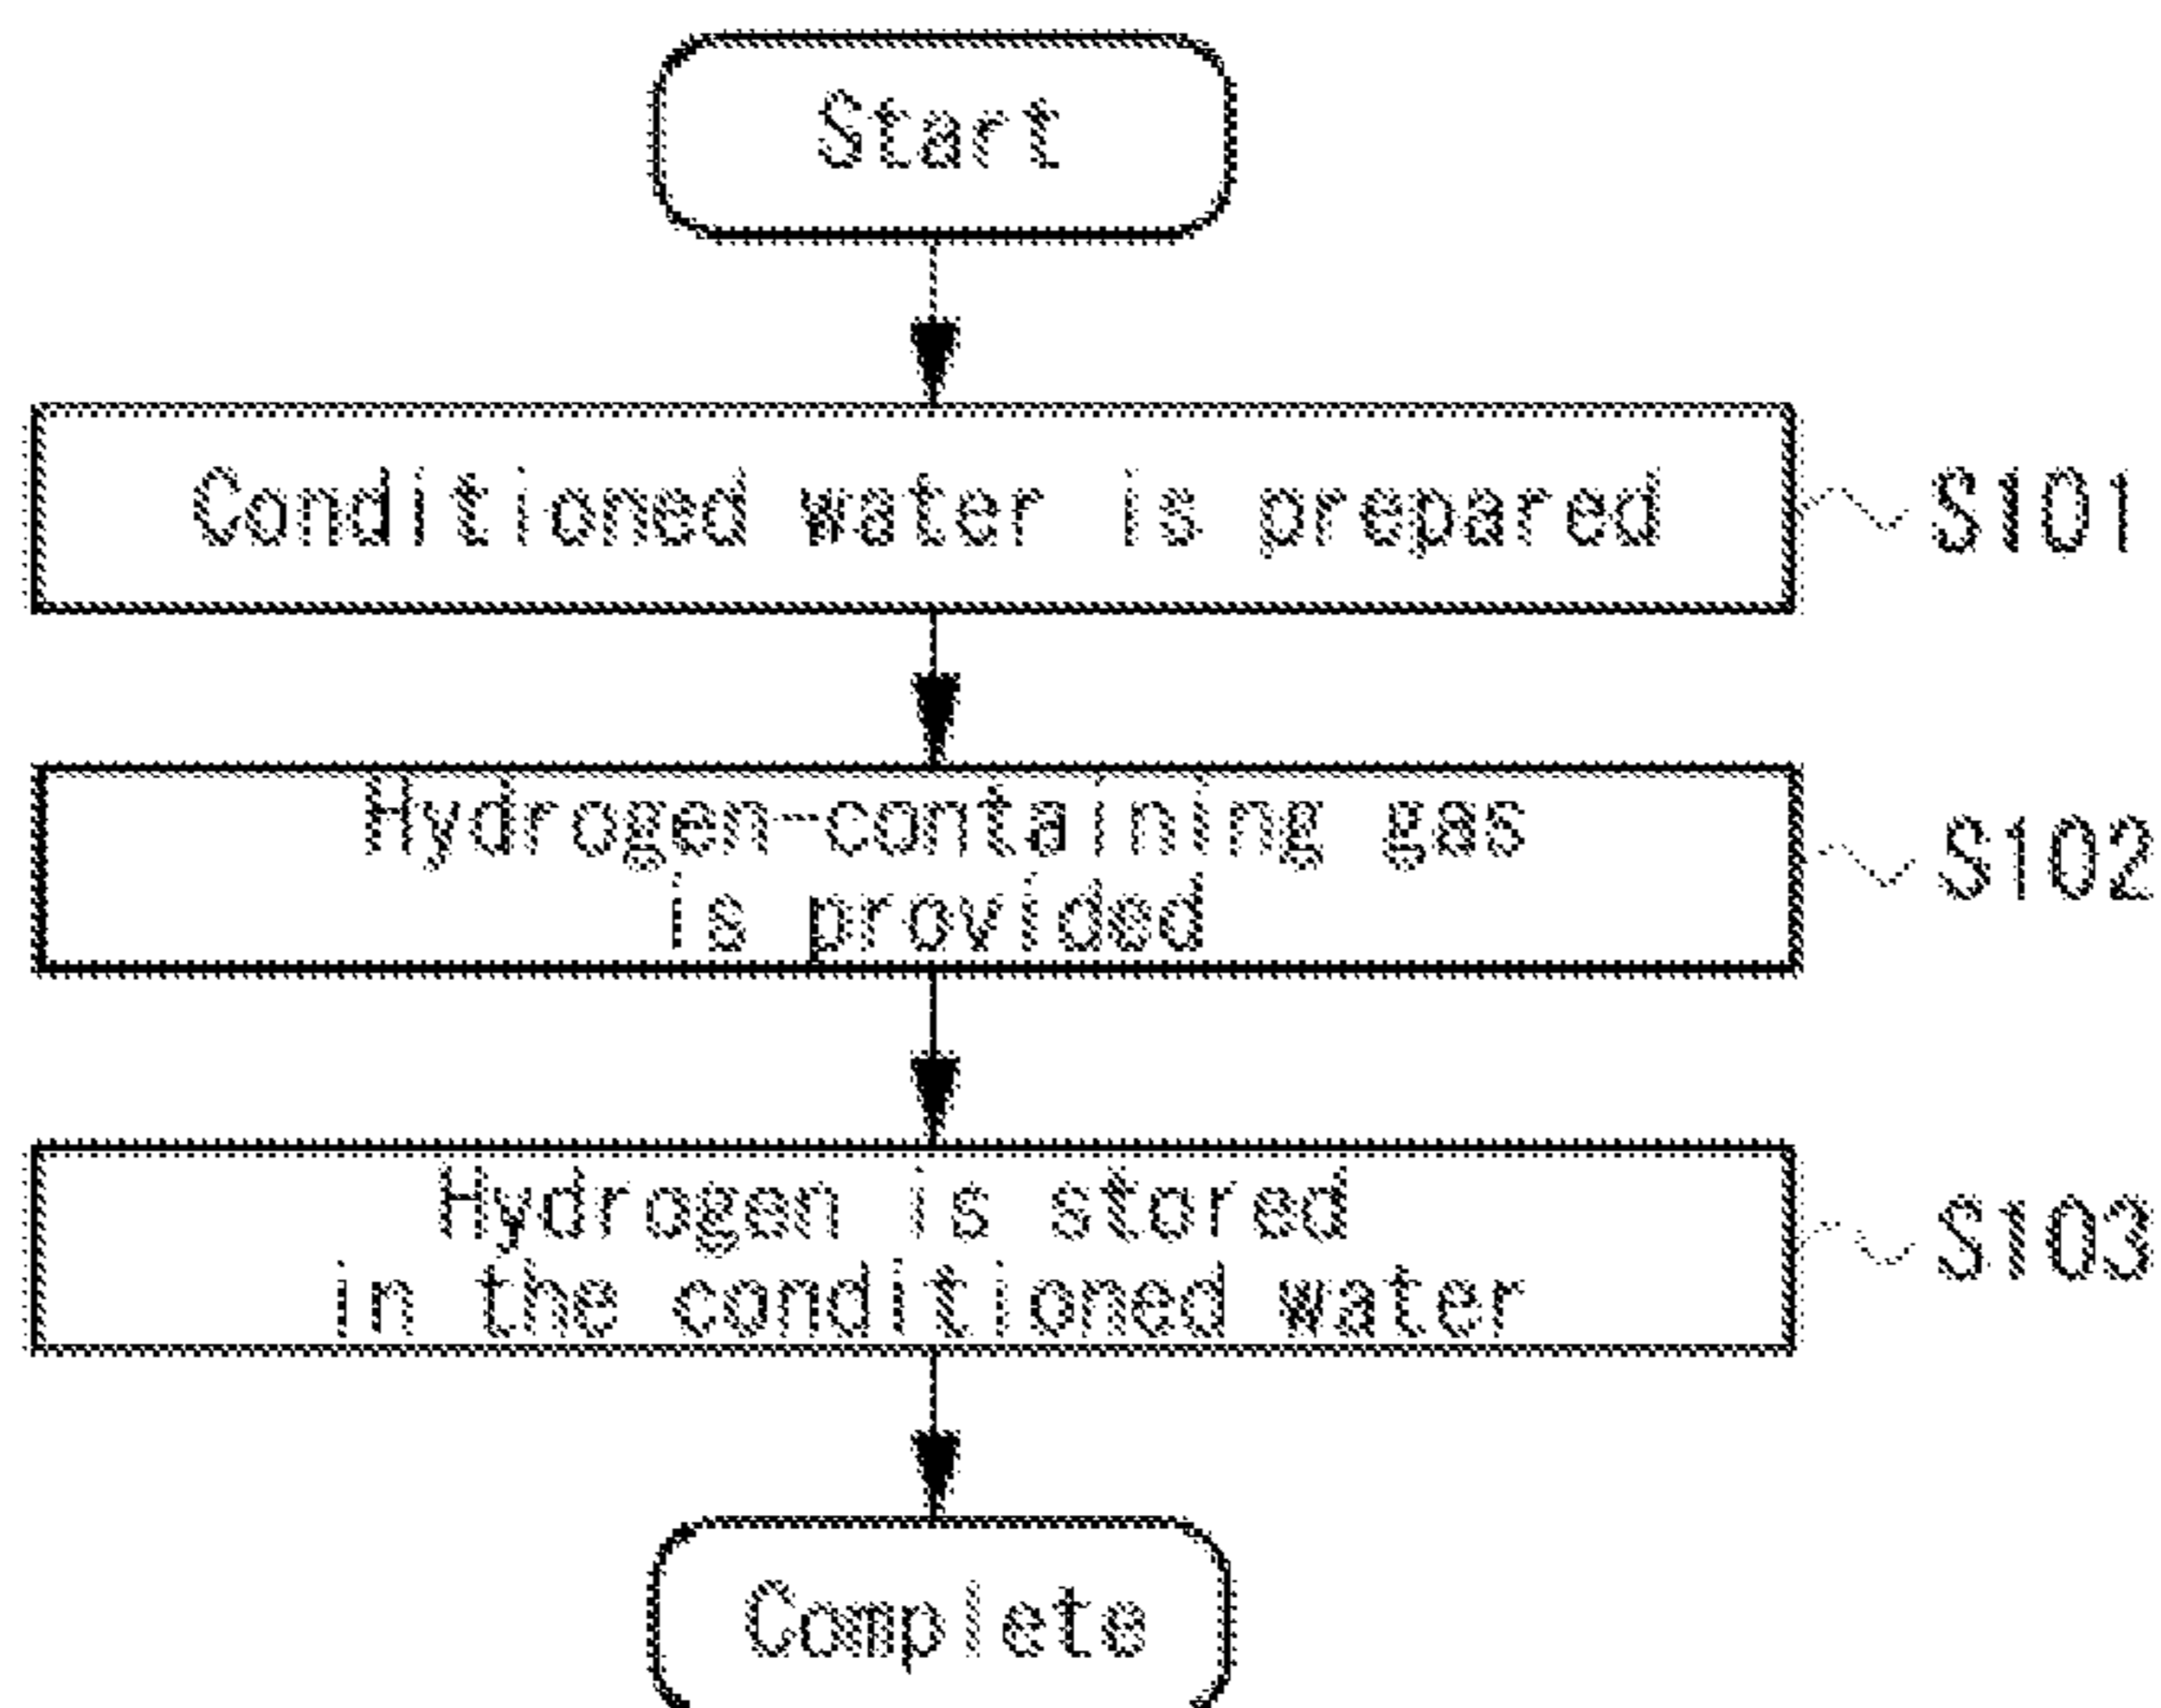 Start
Conditioned water is prepared
S101
Hydrogen-containing gas
is provided
S102
Hydrogen is stored
in the conditioned water
S103
Complete